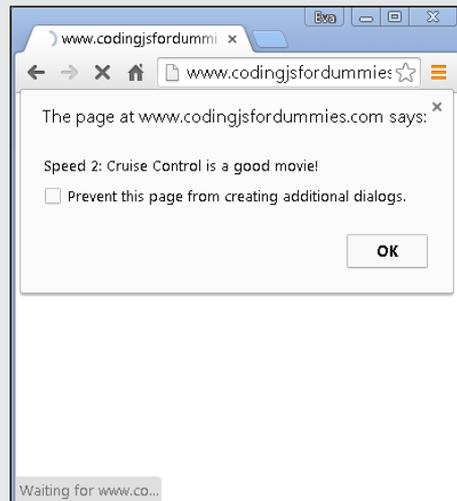 Eva
www.codingjsfordummi
www.codingjsfordummies
The page at www.codingjsfordummies.com says:
Speed 2: Cruise Control is a good movie!
Prevent this page from creating additional dialogs.
OK
Waiting for www.co...